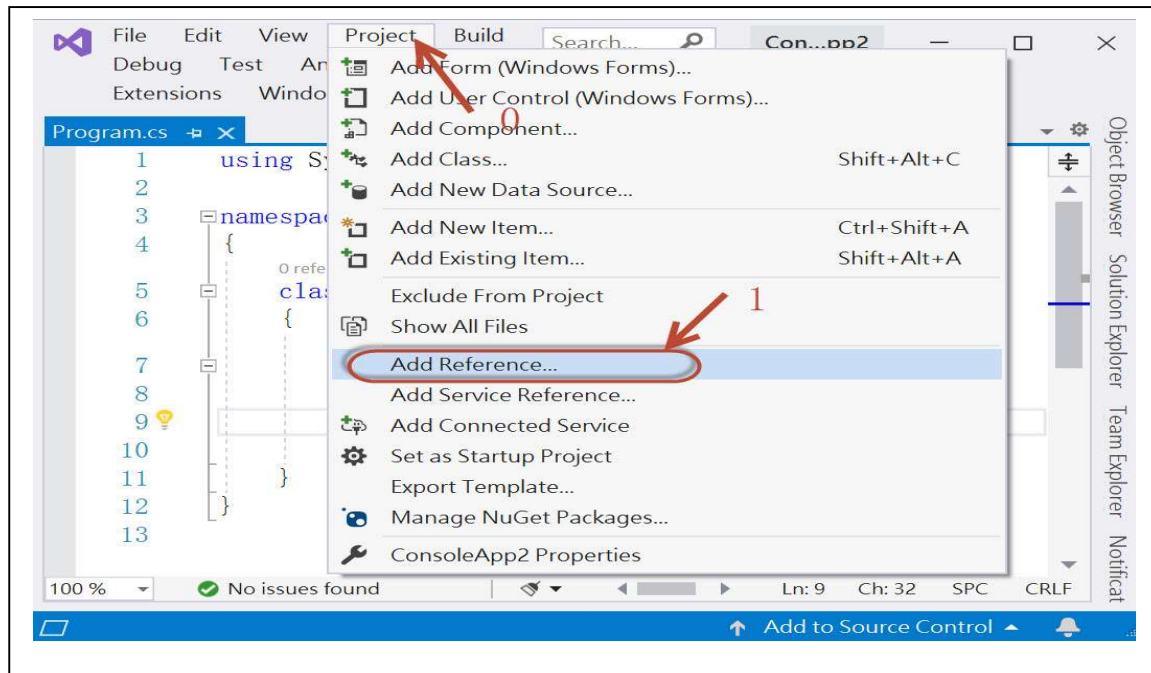 File Edit View Project Build Search... Con...pp2
Debug Test An
Extensions Windo
Add Form (Windows Forms)...
Add User Control (Windows Forms)...
0
Program.cs
Add Component...
1 using Sy
Add Class... Shift+Alt+C
2
Add New Data Source...
3 namespac
Add New Item... Ctrl+Shift+A
4 {
Add Existing Item... Shift+Alt+A
0 refe
5 clas
Exclude From Project
1
6 {
Show All Files
7
Add Reference...
8
Add Service Reference...
9
Add Connected Service
10
Set as Startup Project
11 }
Export Template...
12 }
Manage NuGet Packages...
13
ConsoleApp2 Properties
100 % No issues found Ln: 9 Ch: 32 SPC CRLF
Add to Source Control
Object Browser
Solution Explorer
Team Explorer
Notificat